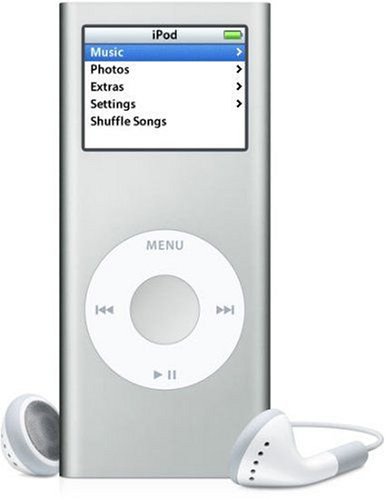 iPod
Music
Photos
Extras
Settings
Shuffle Songs
MENU